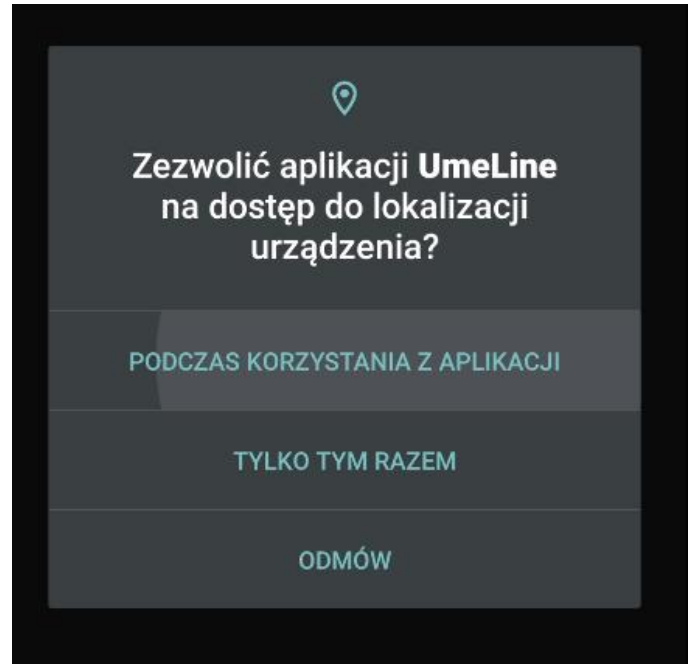 Zezwolić aplikacji UmeLine
na dostęp do lokalizacji
urządzenia?
PODCZAS KORZYSTANIA Z APLIKACJI
TYLKO TYM RAZEM
ODMÓW